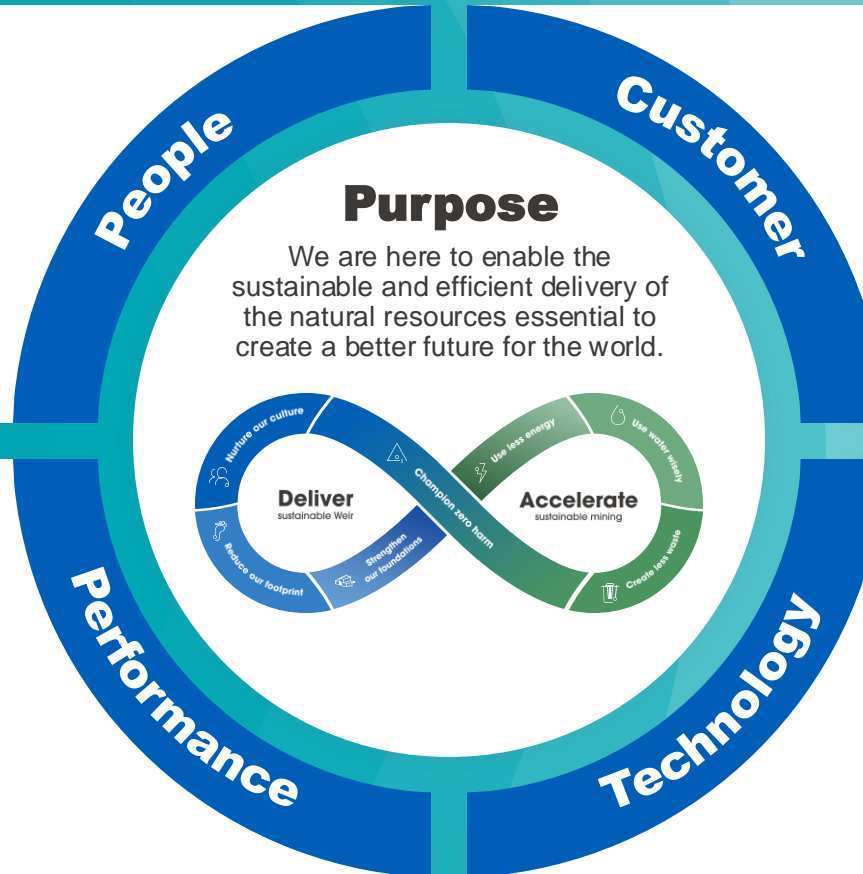 People
Customer
Purpose
We are here to enable the
sustainable and efficient delivery of
the natural resources essential to
create a better future for the world.
Nurture our culture
Champion zero harm
Use less energy
Use water wisely
Deliver
sustainable Weir
Accelerate
sustainable mining
Reduce our footprint
Strengthen
our foundations
Create less waste
Performance
Technology